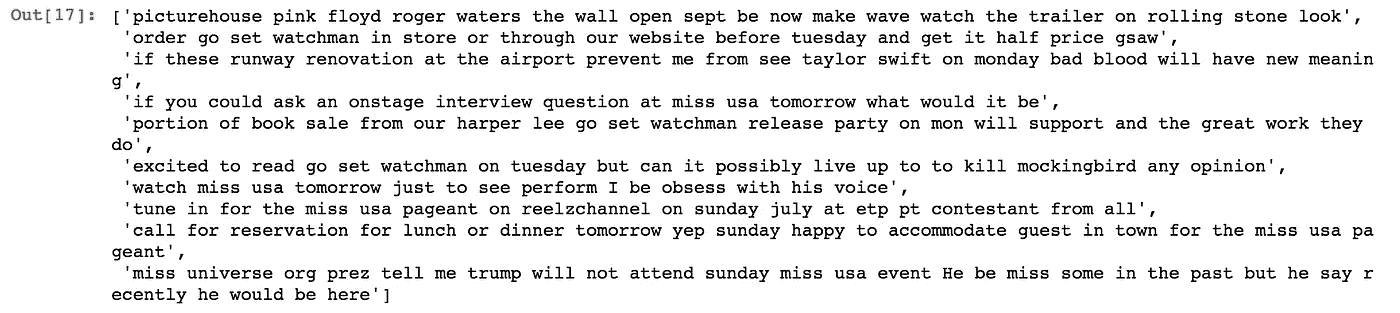 Out[17]: ['picturehouse pink floyd roger waters the wall open sept be now make wave watch the trailer on rolling stone look',
'order go set watchman in store or through our website before tuesday and get it half price gsaw',
'if these runway renovation at the airport prevent me from see taylor swift on monday bad blood will have new meanin
g',
'if you could ask an onstage interview question at miss usa tomorrow what would it be',
'portion of book sale from our harper lee go set watchman release party on mon will support and the great work they
do',
'excited to read go set watchman on tuesday but can it possibly live up to to kill mockingbird any opinion',
'watch miss usa tomorrow just to see perform I be obsess with his voice',
'tune in for the miss usa pageant on reelzchannel on sunday july at etp pt contestant from all',
'call for reservation for lunch or dinner tomorrow yep sunday happy to accommodate guest in town for the miss usa pa
geant',
'miss universe org prez tell me trump will not attend sunday miss usa event He be miss some in the past but he say r
ecently he would be here']